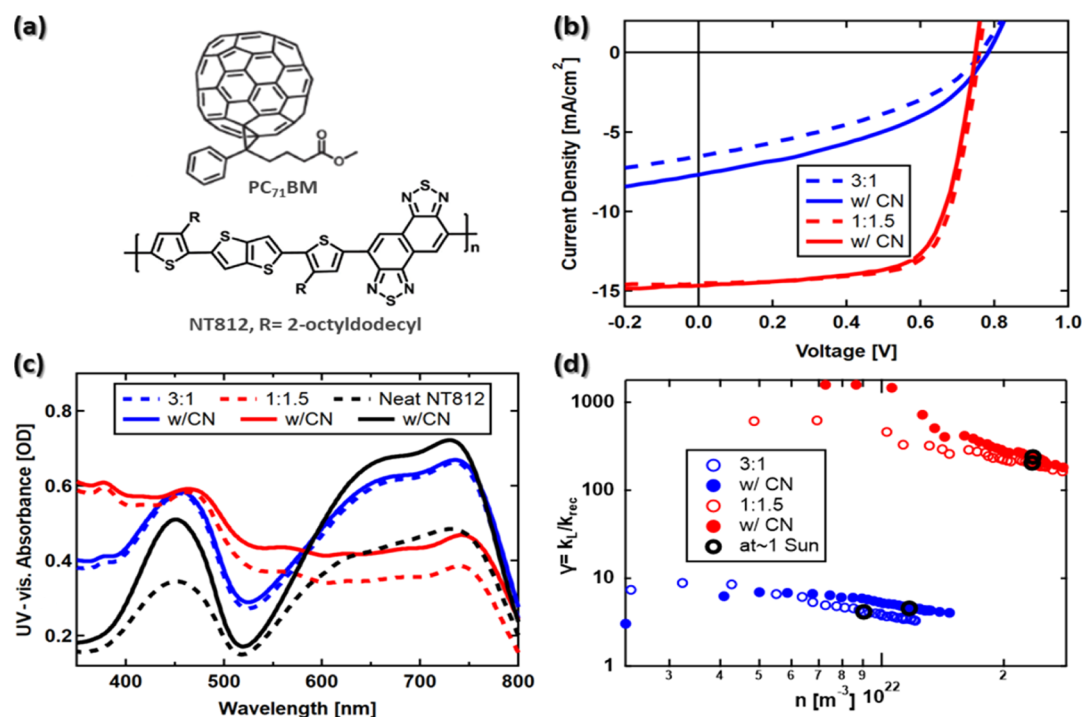 (a)
O
O
PC71BM
R
S
S
S
S
R
N
S
N
N
S
N
n
NT812, R= 2-octyldodecyl
(b)
Current Density [mA/cm2]
0
-5
-10
-15
3:1
w/ CN
1:1.5
w/ CN
-0.2
0.0
0.2
0.4
0.6
0.8
1.0
Voltage [V]
(c)
UV - vis. Absorbance [OD]
0.8
0.6
0.4
0.2
3:1
1:1.5
Neat NT812
w/CN
w/CN
w/CN
400
500
600
700
800
Wavelength [nm]
(d)
γ= kL/krec
1000
100
10
1
3:1
w/ CN
1:1.5
w/ CN
at~1 Sun
3
4
5
6
7
8
9
10^22
2
n [m-3]